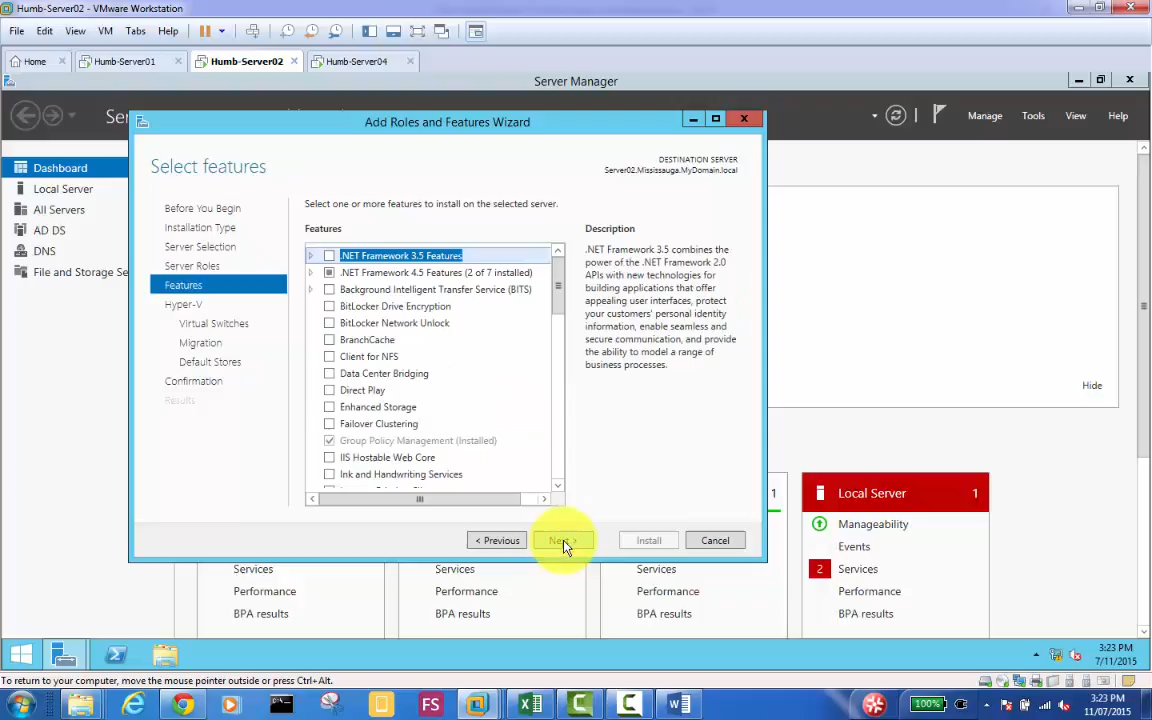 Humb-Server02 - VMware Workstation
File Edit View VM Tabs Help
Home Humb-Server01 Humb-Server02 Humb-Server04
Server Manager
Manage Tools View Help
Dashboard
Local Server
All Servers
AD DS
DNS
File and Storage Se
Add Roles and Features Wizard
Select features
DESTINATION SERVER
Server02.Mississauga.MyDomain.local
Before You Begin
Installation Type
Server Selection
Server Roles
Features
Hyper-V
Virtual Switches
Migration
Default Stores
Confirmation
Results
Select one or more features to install on the selected server.
Features
.NET Framework 3.5 Features
.NET Framework 4.5 Features (2 of 7 installed)
Background Intelligent Transfer Service (BITS)
BitLocker Drive Encryption
BitLocker Network Unlock
BranchCache
Client for NFS
Data Center Bridging
Direct Play
Enhanced Storage
Failover Clustering
Group Policy Management (Installed)
IIS Hostable Web Core
Ink and Handwriting Services
Description
.NET Framework 3.5 combines the
power of the .NET Framework 2.0
APIs with new technologies for
building applications that offer
appealing user interfaces, protect
your customers' personal identity
information, enable seamless and
secure communication, and provide
the ability to model a range of
business processes.
< Previous Next > Install Cancel
Hide
1
Local Server 1
Manageability
Events
2 Services
Performance
BPA results
Services
Performance
BPA results
Services
Performance
BPA results
Services
Performance
BPA results
3:23 PM
7/11/2015
To return to your computer, move the mouse pointer outside or press Ctrl+Alt.
FS
100%
3:23 PM
11/07/2015